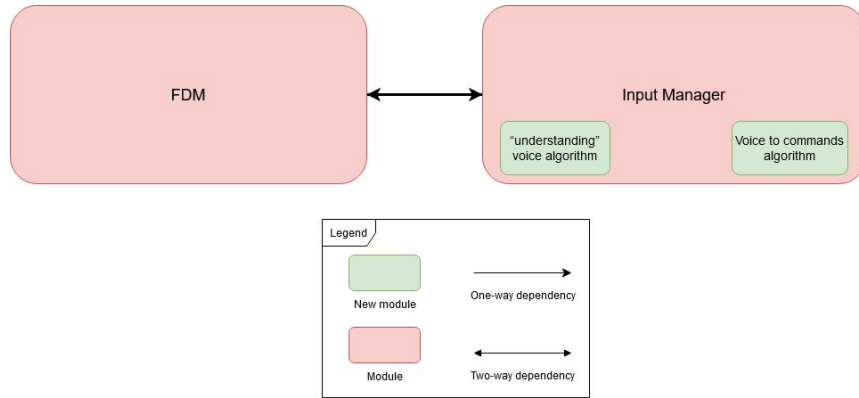 FDM
Input Manager
“understanding”
voice algorithm
Voice to commands
algorithm
Legend
New module
One-way dependency
Module
Two-way dependency